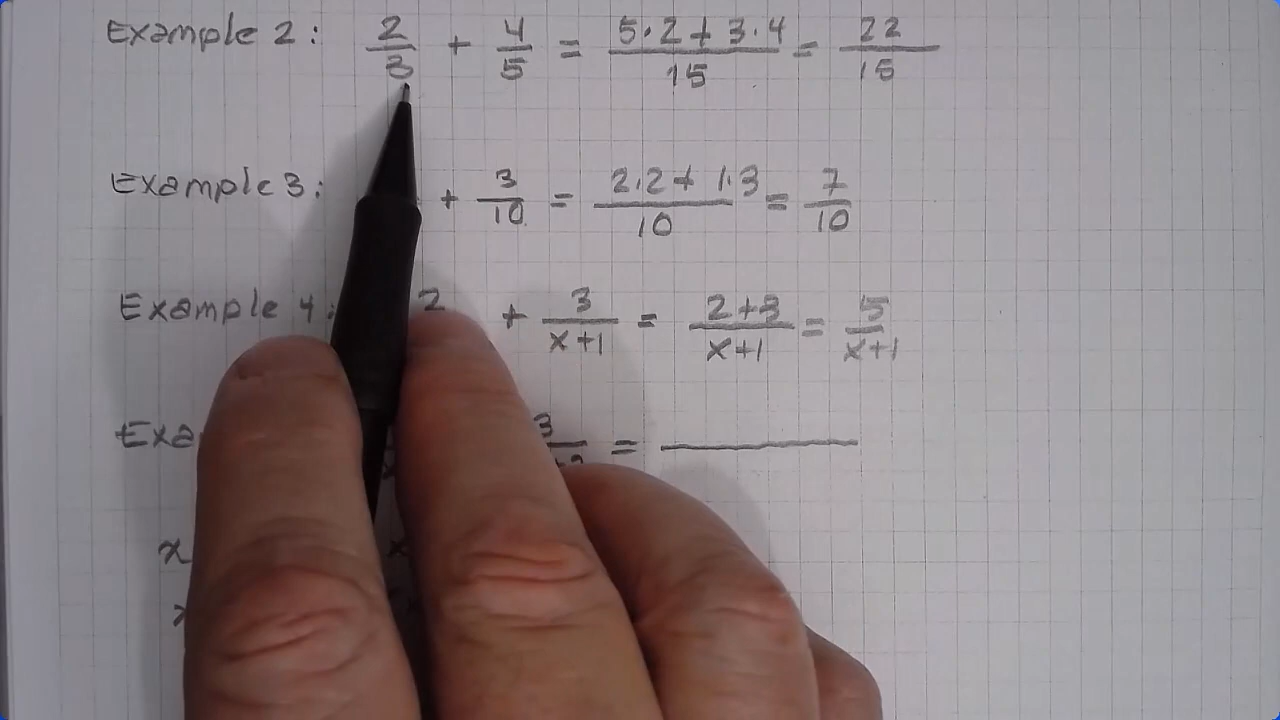 Example 2: 2/3 + 4/5 = (5·2+3·4)/15 = 22/15
Example 3: + 3/10 = (2·2+1·3)/10 = 7/10
Example 4: 2 + 3/(x+1) = (2+3)/(x+1) = 5/(x+1)
Exa 3 =
x x